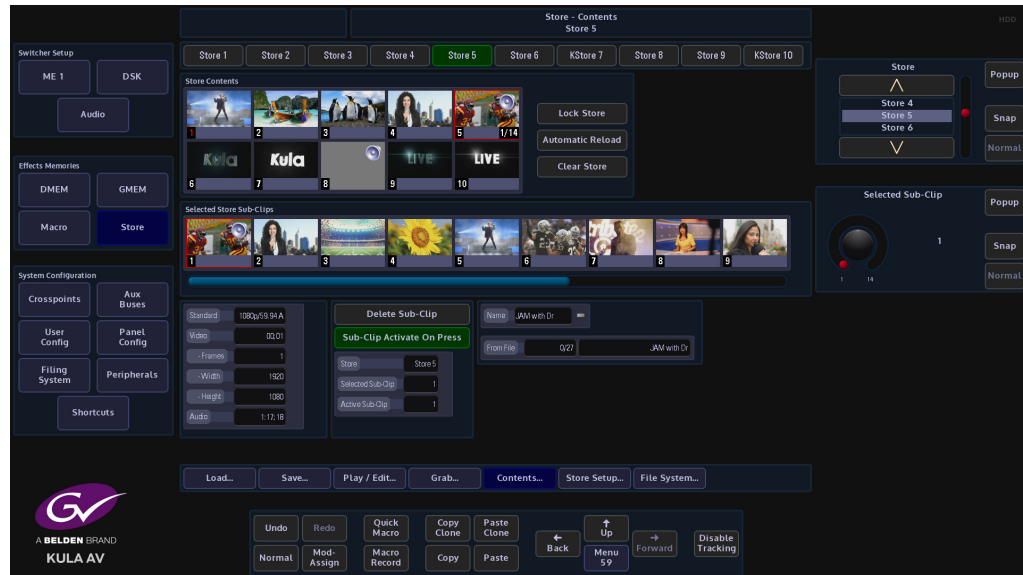 Store - Contents
Store 5
HDD
Switcher Setup
ME 1
DSK
Audio
Effects Memories
DMEM
GMEM
Macro
Store
System Configuration
Crosspoints
Aux
Buses
User
Config
Panel
Config
Filing
System
Peripherals
Shortcuts
A BELDEN BRAND
KULA AV
Store 1
Store 2
Store 3
Store 4
Store 5
Store 6
KStore 7
Store 8
Store 9
KStore 10
Store Contents
1
2
3
4
5
1/14
Kula
Kula
LIVE
LIVE
6
7
8
9
10
Lock Store
Automatic Reload
Clear Store
Selected Store Sub-Clips
1
2
3
4
5
6
7
8
9
Standard
1080p/59.94 A
Video
00;01
- Frames
1
- Width
1920
- Height
1080
Audio
1: 17; 18
Delete Sub-Clip
Sub-Clip Activate On Press
Store
Store 5
Selected Sub-Clip
1
Active Sub-Clip
1
Name
JAM with Dr
From File
0/27
JAM with Dr
Load...
Save...
Play / Edit...
Grab...
Contents...
Store Setup...
File System...
Undo
Redo
Quick
Macro
Copy
Clone
Paste
Clone
Normal
Mod-
Assign
Macro
Record
Copy
Paste
Back
Up
Menu
59
Forward
Disable
Tracking
Store
Store 4
Store 5
Store 6
Popup
Snap
Normal
Selected Sub-Clip
1
1
14
Popup
Snap
Normal